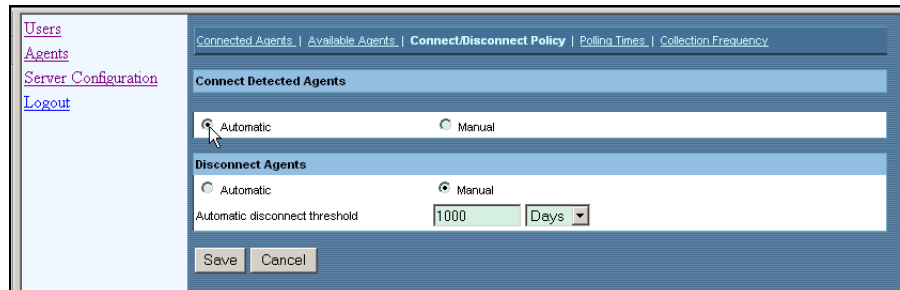 Users
Agents
Server Configuration
Logout
Connected Agents | Available Agents | Connect/Disconnect Policy | Polling Times | Collection Frequency
Connect Detected Agents
Automatic Manual
Disconnect Agents
Automatic Manual
Automatic disconnect threshold 1000 Days
Save Cancel